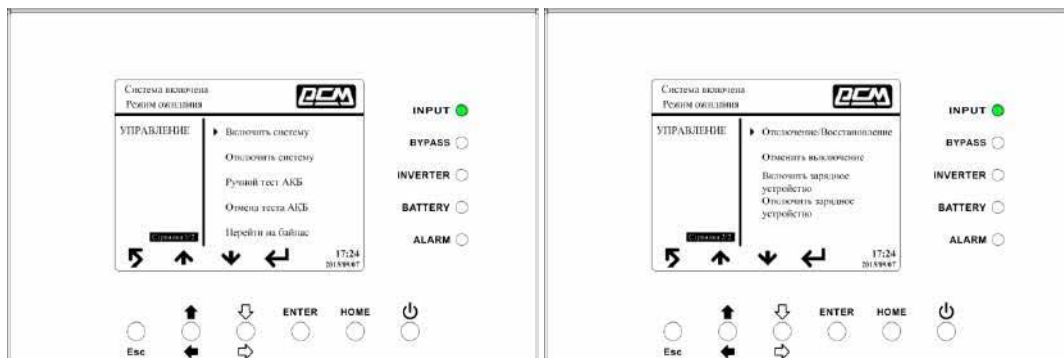 Система включена
Режим ожидания
PCM
УПРАВЛЕНИЕ
Включить систему
Отключить систему
Ручной тест АКБ
Отмена теста АКБ
Перейти на байпас
Страница
17:24
INPUT
BYPASS
INVERTER
BATTERY
ALARM
ENTER
HOME
Esc
Система включена
Режим ожидания
PCM
УПРАВЛЕНИЕ
Отключение/Восстановление
Отменить выключение
Включить зарядное
устройство
Отключить зарядное
устройство
Страница
17:24
INPUT
BYPASS
INVERTER
BATTERY
ALARM
ENTER
HOME
Esc